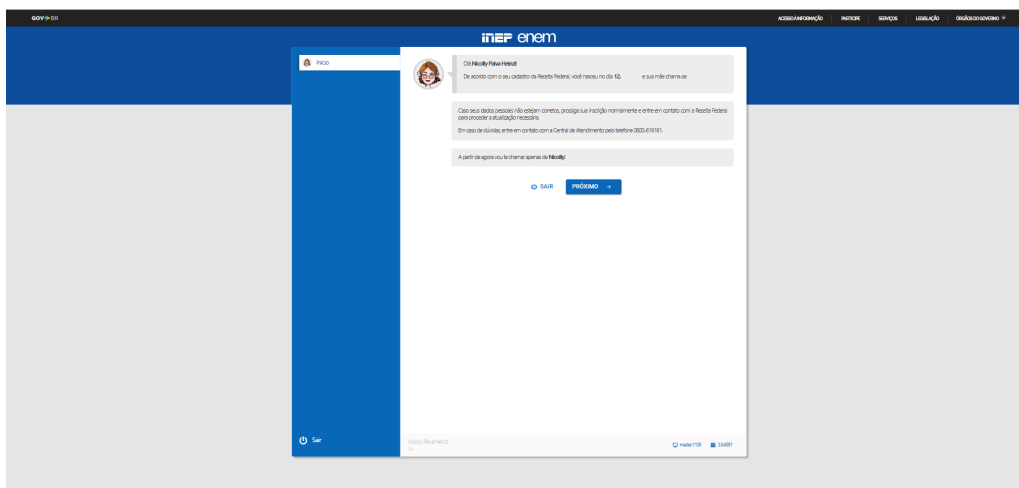 GOV BR
ACESSO À INFORMAÇÃO PARTICIPE SERVIÇOS LEGISLAÇÃO ÓRGÃOS DO GOVERNO
inep enem
Início
Olá Nicolly Paiva Heinzl!
De acordo com o seu cadastro da Receita Federal, você nasceu no dia 12, e sua mãe chama-se
Caso seus dados pessoais não estejam corretos, prossiga sua inscrição normalmente e entre em contato com a Receita Federal
para proceder a atualização necessária.
Em caso de dúvidas, entre em contato com a Central de Atendimento pelo telefone 0800-616161.
A partir de agora vou te chamar apenas de Nicolly!
SAIR PRÓXIMO →
Sair